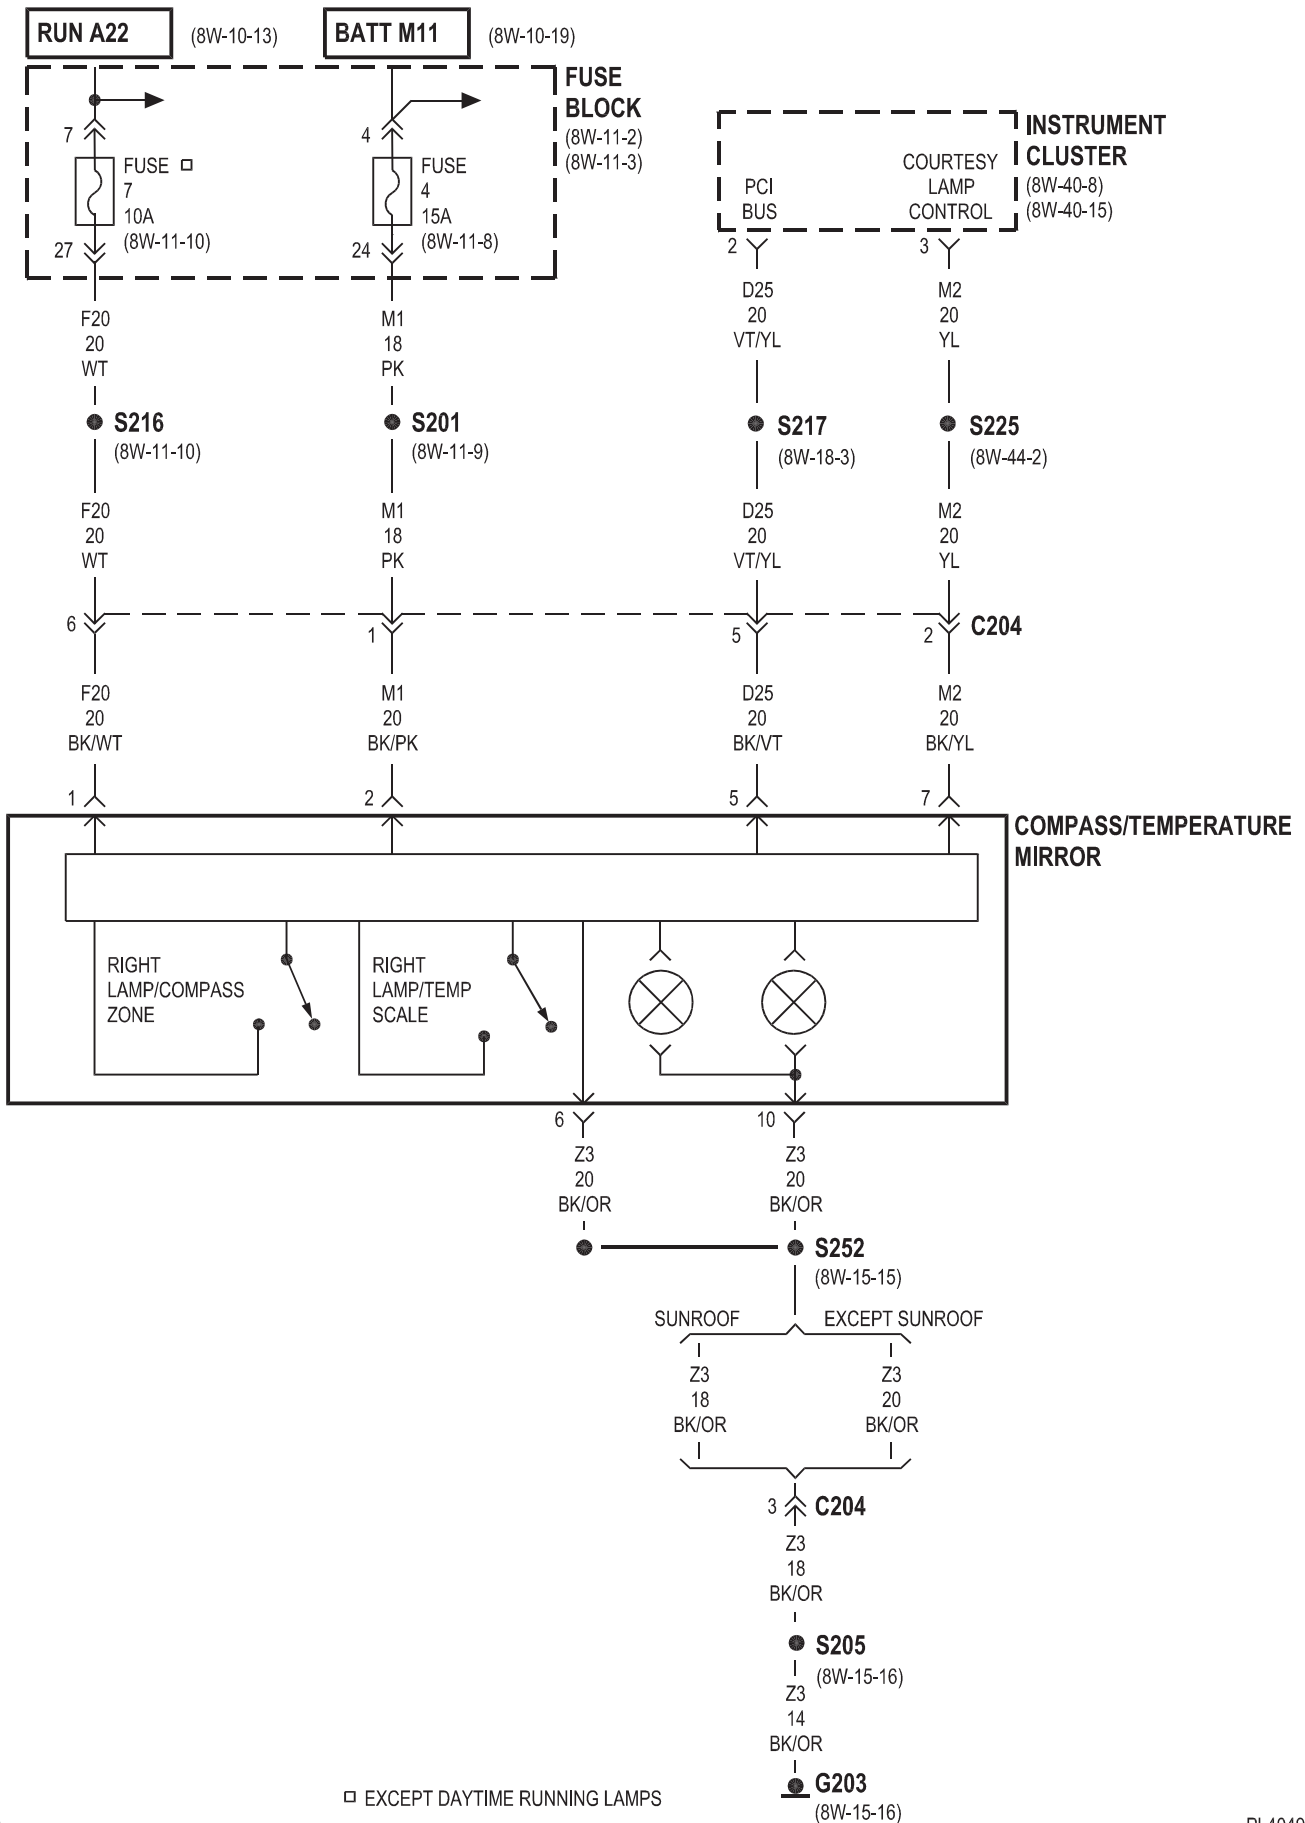 RUN A22 (8W-10-13) BATT M11 (8W-10-19)
FUSE
BLOCK
(8W-11-2)
(8W-11-3)
7
FUSE
7
10A
(8W-11-10)
27
4
FUSE
4
15A
(8W-11-8)
24
INSTRUMENT
CLUSTER
(8W-40-8)
(8W-40-15)
PCI
BUS
COURTESY
LAMP
CONTROL
2 3
F20 M1 D25 M2
20 18 20 20
WT PK VT/YL YL
S216 S201 S217 S225
(8W-11-10) (8W-11-9) (8W-18-3) (8W-44-2)
F20 M1 D25 M2
20 18 20 20
WT PK VT/YL YL
6 1 5 2 C204
F20 M1 D25 M2
20 20 20 20
BK/WT BK/PK BK/VT BK/YL
1 2 5 7
COMPASS/TEMPERATURE
MIRROR
RIGHT
LAMP/COMPASS
ZONE
RIGHT
LAMP/TEMP
SCALE
6 10
Z3 Z3
20 20
BK/OR BK/OR
S252
(8W-15-15)
SUNROOF EXCEPT SUNROOF
Z3 Z3
18 20
BK/OR BK/OR
3 C204
Z3
18
BK/OR
S205
(8W-15-16)
Z3
14
BK/OR
G203
(8W-15-16)
EXCEPT DAYTIME RUNNING LAMPS